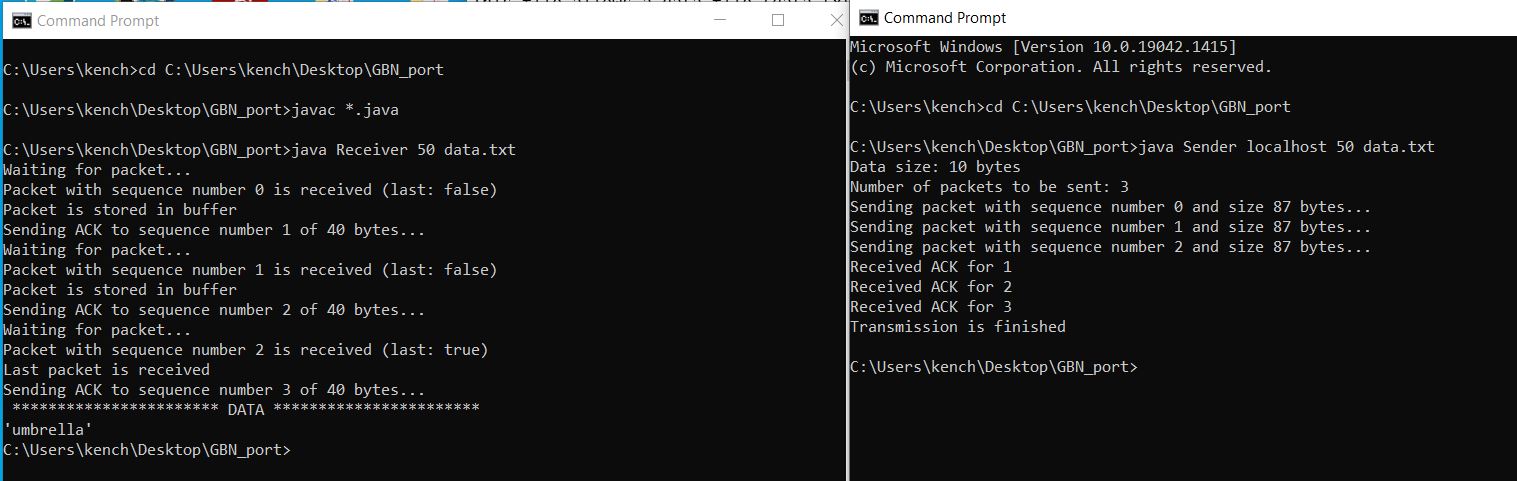 Command Prompt
C:\Users\kench>cd C:\Users\kench\Desktop\GBN_port
C:\Users\kench\Desktop\GBN_port>javac *.java
C:\Users\kench\Desktop\GBN_port>java Receiver 50 data.txt
Waiting for packet...
Packet with sequence number 0 is received (last: false)
Packet is stored in buffer
Sending ACK to sequence number 1 of 40 bytes...
Waiting for packet...
Packet with sequence number 1 is received (last: false)
Packet is stored in buffer
Sending ACK to sequence number 2 of 40 bytes...
Waiting for packet...
Packet with sequence number 2 is received (last: true)
Last packet is received
Sending ACK to sequence number 3 of 40 bytes...
*********************** DATA ***********************
'umbrella'
C:\Users\kench\Desktop\GBN_port>
Command Prompt
Microsoft Windows [Version 10.0.19042.1415]
(c) Microsoft Corporation. All rights reserved.
C:\Users\kench>cd C:\Users\kench\Desktop\GBN_port
C:\Users\kench\Desktop\GBN_port>java Sender localhost 50 data.txt
Data size: 10 bytes
Number of packets to be sent: 3
Sending packet with sequence number 0 and size 87 bytes...
Sending packet with sequence number 1 and size 87 bytes...
Sending packet with sequence number 2 and size 87 bytes...
Received ACK for 1
Received ACK for 2
Received ACK for 3
Transmission is finished
C:\Users\kench\Desktop\GBN_port>